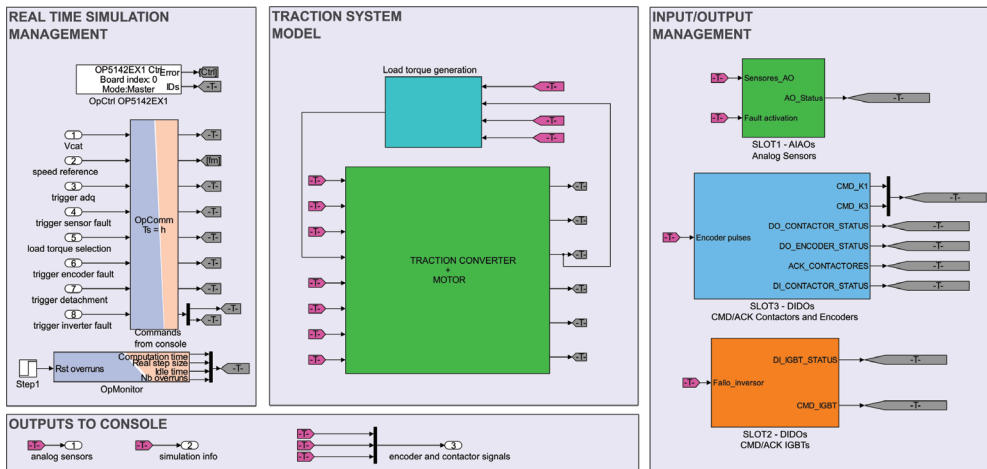 REAL TIME SIMULATION
MANAGEMENT
OP5142EX1 Ctrl
Board index: 0
Mode:Master
Error
IDs
[Ctrl]
-T-
OpCtrl OP5142EX1
1
Vcat
2
speed reference
3
trigger adq
4
trigger sensor fault
5
load torque selection
6
trigger encoder fault
7
trigger detachment
8
trigger inverter fault
OpComm
Ts = h
-T-
[fm]
-T-
-T-
-T-
-T-
-T-
-T-
-T-
Commands
from console
Step1
Rst overruns
Computation time
Real step size
Idle time
Nb overruns
-T-
OpMonitor
TRACTION SYSTEM
MODEL
Load torque generation
-T-
-T-
-T-
-T-
-T-
-T-
-T-
-T-
-T-
-T-
TRACTION CONVERTER
+
MOTOR
-T-
-T-
-T-
-T-
-T-
-T-
INPUT/OUTPUT
MANAGEMENT
-T-
Sensores_AO
AO_Status
-T-
-T-
Fault activation
SLOT1 - AIAOs
Analog Sensors
-T-
Encoder pulses
CMD_K1
CMD_K3
-T-
DO_CONTACTOR_STATUS
-T-
DO_ENCODER_STATUS
-T-
ACK_CONTACTORES
-T-
DI_CONTACTOR_STATUS
-T-
SLOT3 - DIDOs
CMD/ACK Contactors and Encoders
-T-
Fallo_inversor
DI_IGBT_STATUS
-T-
CMD_IGBT
-T-
SLOT2 - DIDOs
CMD/ACK IGBTs
OUTPUTS TO CONSOLE
-T-
1
analog sensors
-T-
2
simulation info
-T-
-T-
-T-
3
encoder and contactor signals